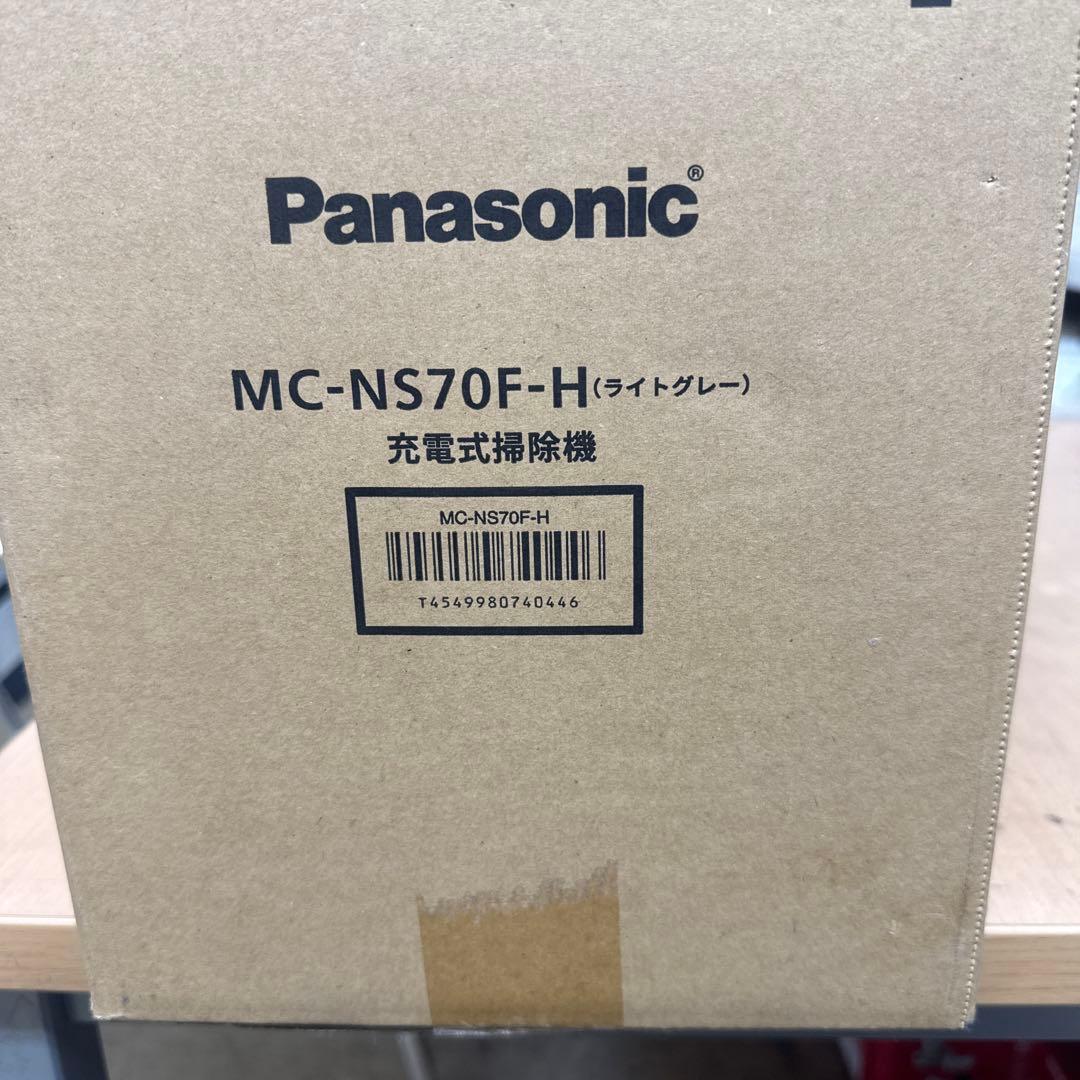 Panasonic®
MC-NS70F-H(ライトグレー)
充電式掃除機
MC-NS70F-H
T4549980740446